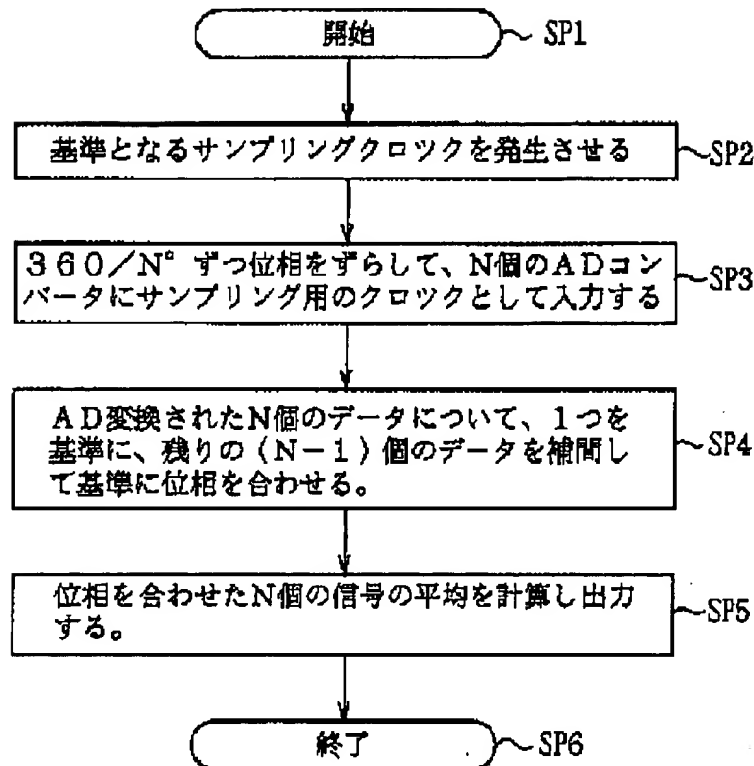 開始
SP1
基準となるサンプリングクロツクを発生させる
SP2
360/N°ずつ位相をずらして、N個のADコン
バータにサンプリング用のクロツクとして入力する
SP3
AD変換されたN個のデータについて、1つを
基準に、残りの(N-1)個のデータを補間し
て基準に位相を合わせる。
SP4
位相を合わせたN個の信号の平均を計算し出力
する。
SP5
終了
SP6